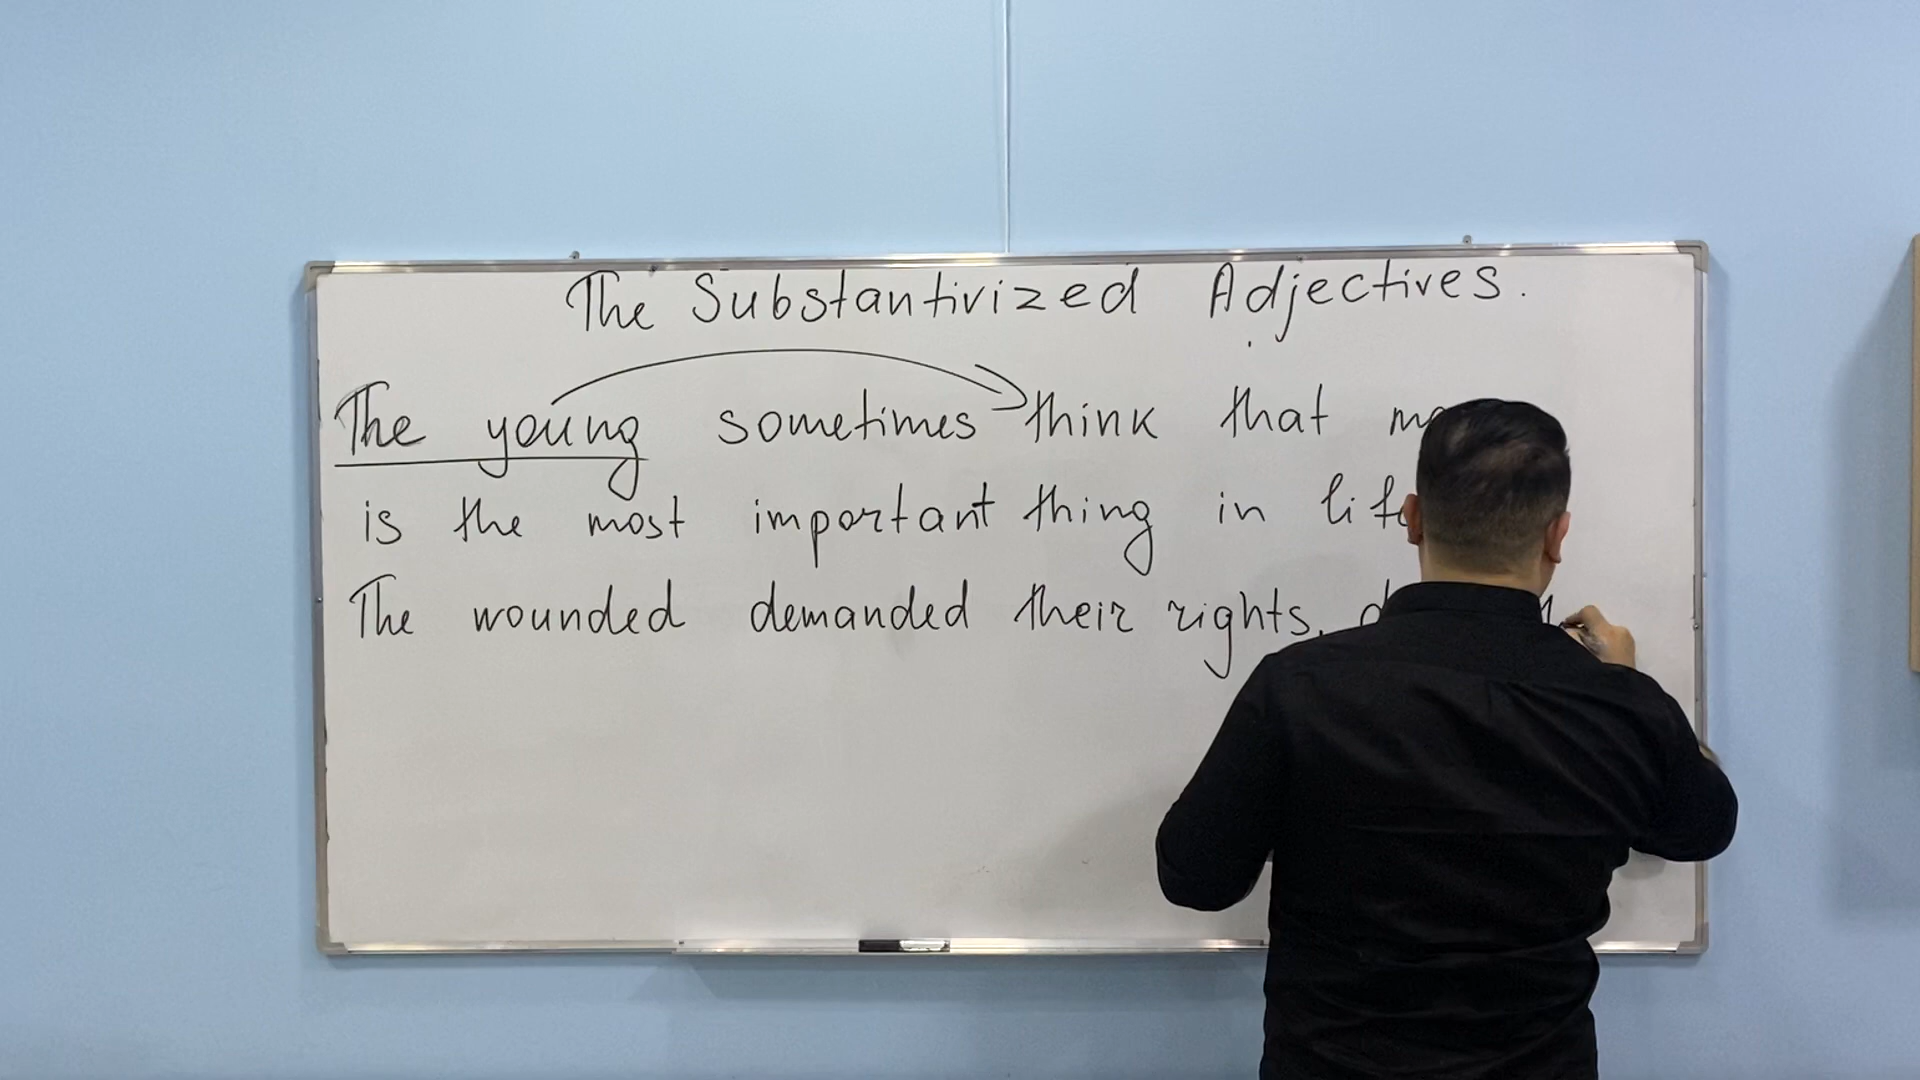 The Substantivized Adjectives.
The young sometimes think that
is the most important thing in
The wounded demanded their rights.